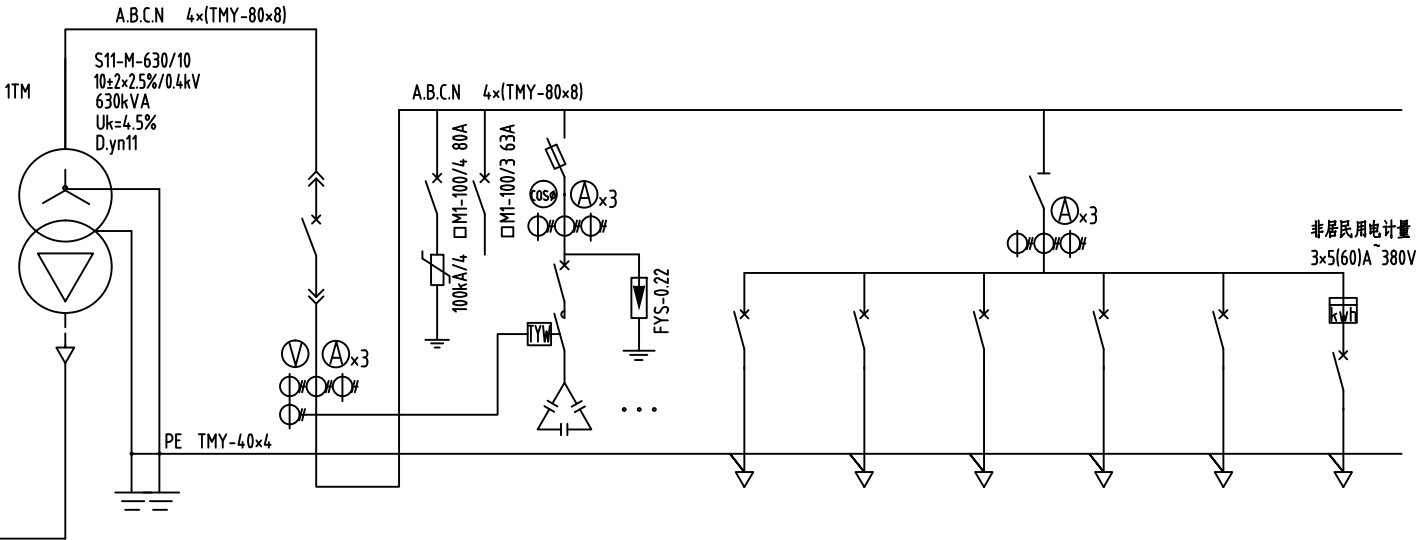 A.B.C.N 4×(TMY-80×8)
1TM
S11-M-630/10
10±2×2.5%/0.4kV
630kVA
Uk=4.5%
D.yn11
A.B.C.N 4×(TMY-80×8)
□M1-100/4 80A
□M1-100/3 63A
100kA/4
COSø
A×3
FYS-0.22
TYW
V
A×3
A×3
非居民用电计量
3×5(60)A~380V
kwh
PE TMY-40×4